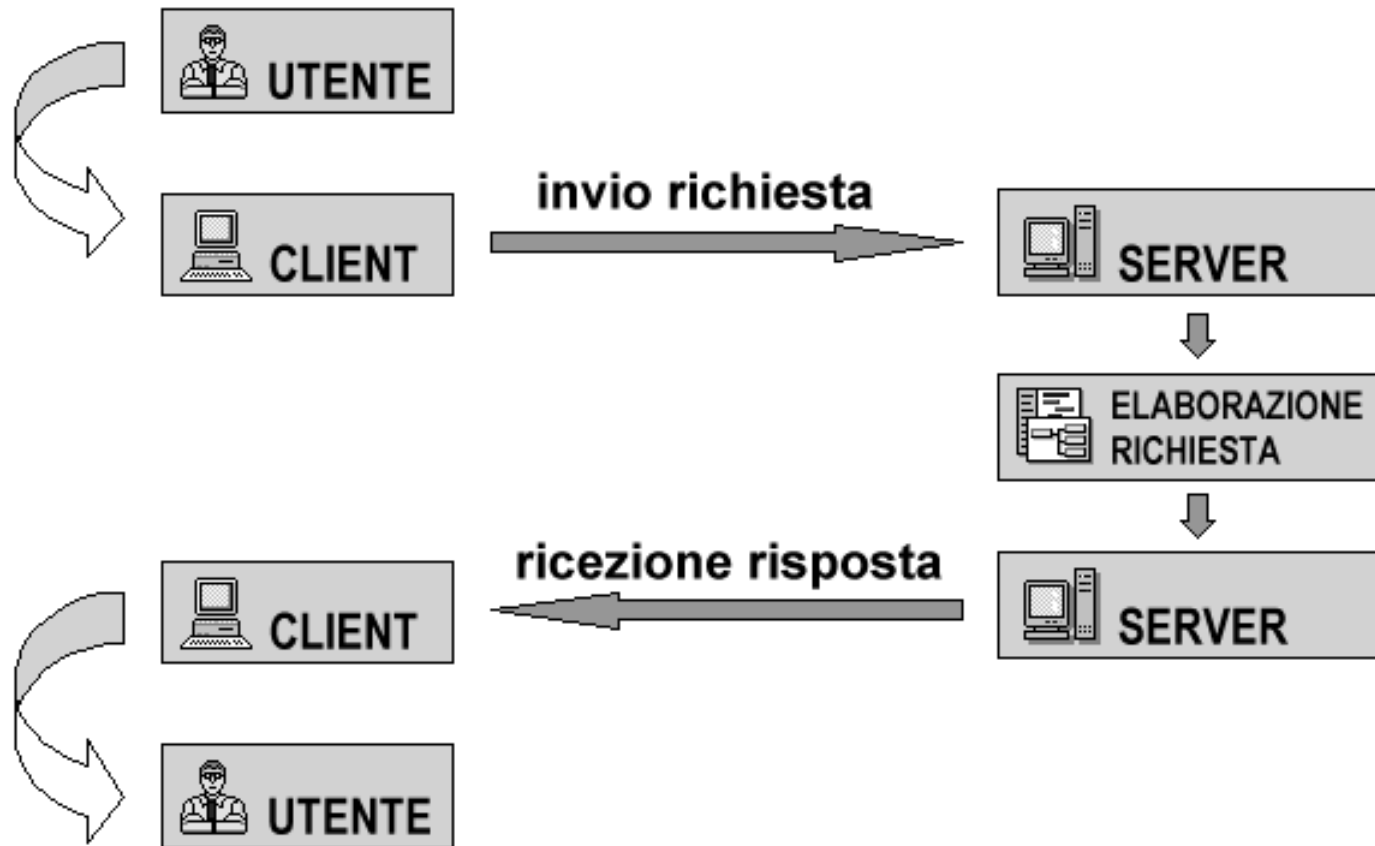 UTENTE
invio richiesta
CLIENT
SERVER
ELABORAZIONE
RICHIESTA
ricezione risposta
CLIENT
SERVER
UTENTE